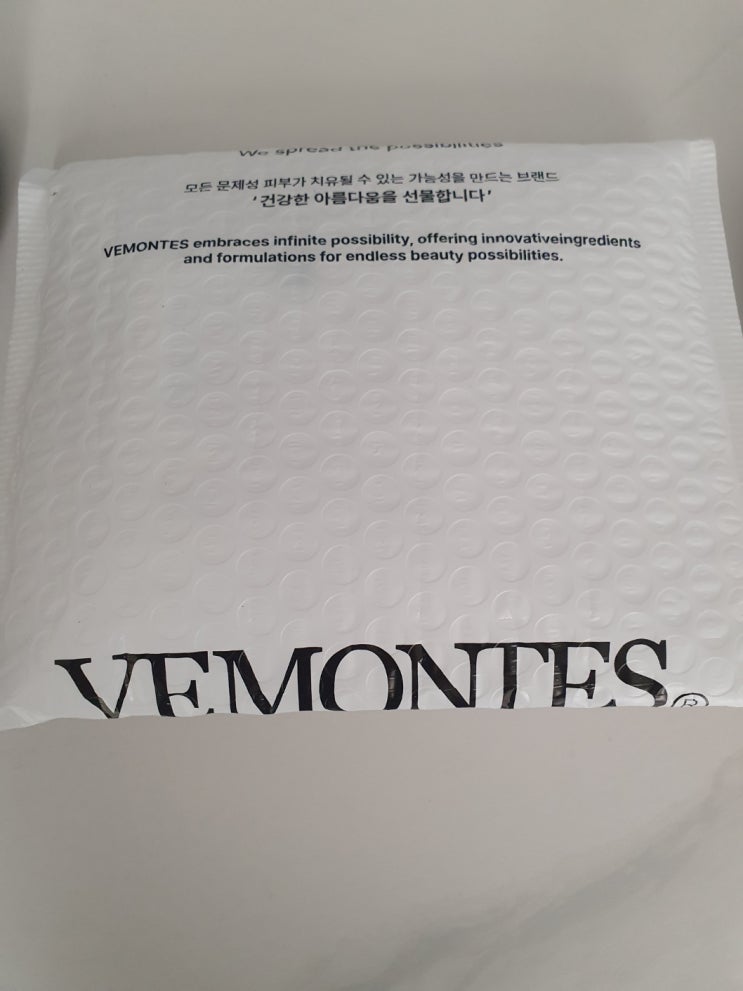 We spread the possibilities
모든 문제성 피부가 치유될 수 있는 가능성을 만드는 브랜드
‘건강한 아름다움을 선물합니다’
VEMONTES embraces infinite possibility, offering innovativeingredients
and formulations for endless beauty possibilities.
VEMONTES®